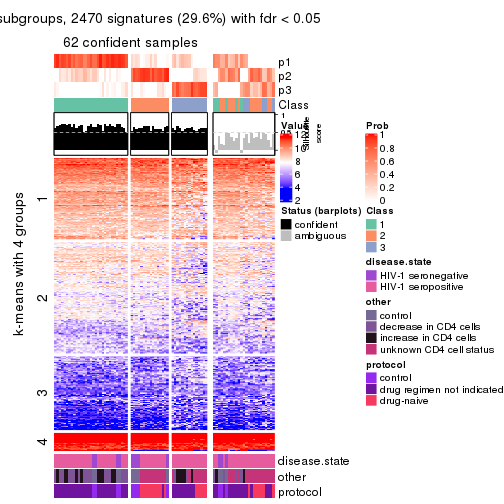 subgroups, 2470 signatures (29.6%) with fdr < 0.05
62 confident samples
p1
p2
p3
Class
1
Value
12
8
6
4
2
Silhouette
score
Prob
1
0.8
0.6
0.4
0.2
0
Status (barplots)
confident
ambiguous
Class
1
2
3
disease.state
HIV-1 seronegative
HIV-1 seropositive
other
control
decrease in CD4 cells
increase in CD4 cells
unknown CD4 cell status
protocol
control
drug regimen not indicated
drug-naive
k-means with 4 groups
1
2
3
4
disease.state
other
protocol